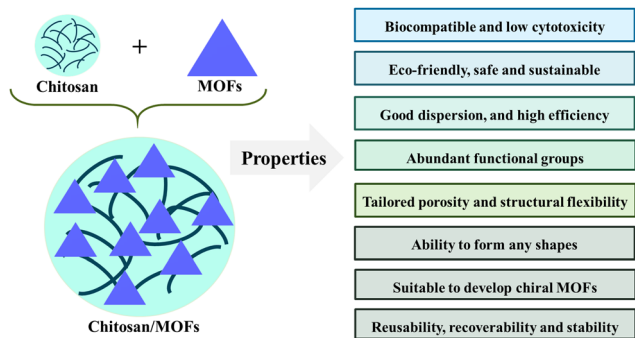 +
Chitosan
MOFs
Chitosan/MOFs
Properties
Biocompatible and low cytotoxicity
Eco-friendly, safe and sustainable
Good dispersion, and high efficiency
Abundant functional groups
Tailored porosity and structural flexibility
Ability to form any shapes
Suitable to develop chiral MOFs
Reusability, recoverability and stability